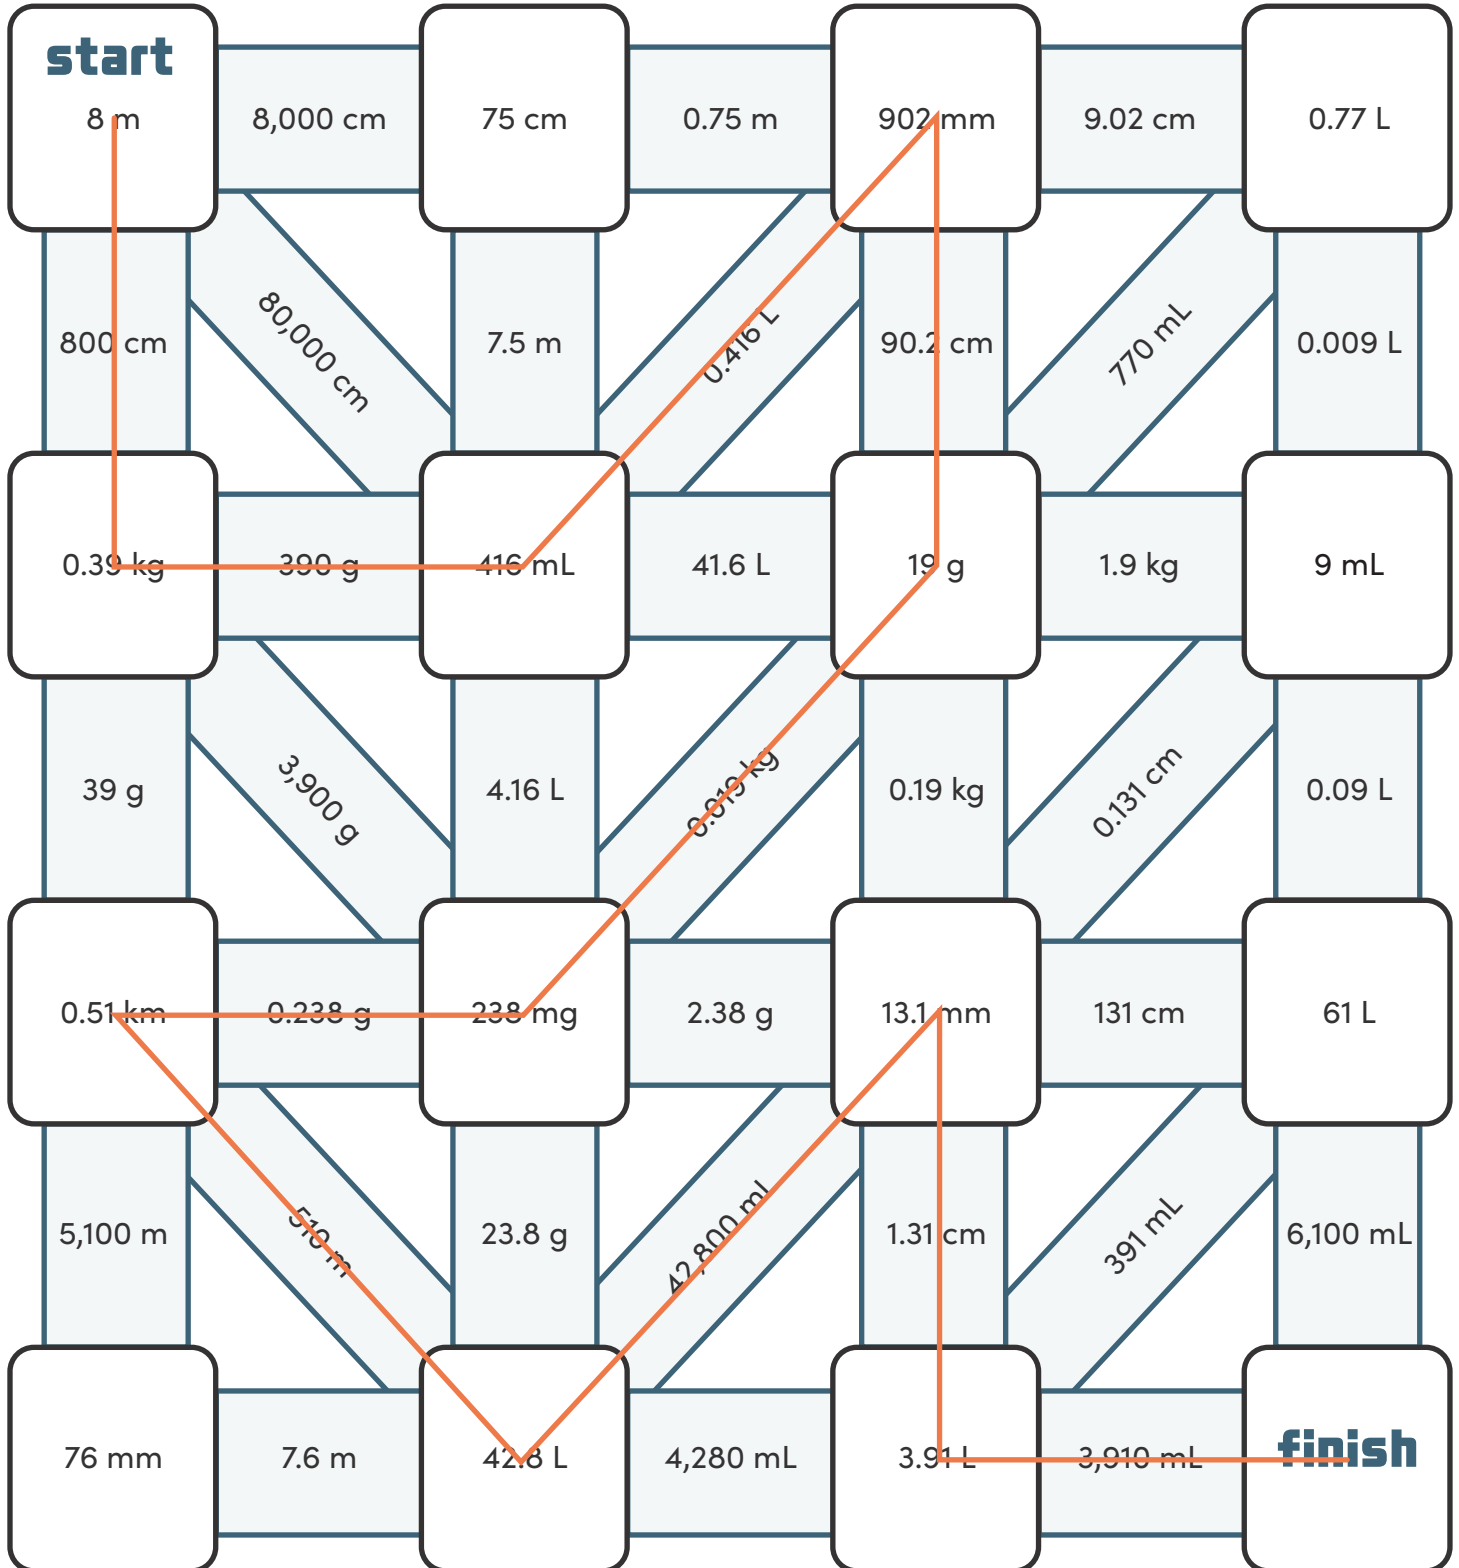 start
8 m
8,000 cm
75 cm
0.75 m
902 mm
9.02 cm
0.77 L
800 cm
80,000 cm
7.5 m
0.416 L
90.2 cm
770 mL
0.009 L
0.39 kg
390 g
416 mL
41.6 L
19 g
1.9 kg
9 mL
39 g
3,900 g
4.16 L
0.019 kg
0.19 kg
0.131 cm
0.09 L
0.51 km
0.238 g
238 mg
2.38 g
13.1 mm
131 cm
61 L
5,100 m
510 m
23.8 g
42,800 mL
1.31 cm
391 mL
6,100 mL
76 mm
7.6 m
42.8 L
4,280 mL
3.91 L
3,910 mL
finish